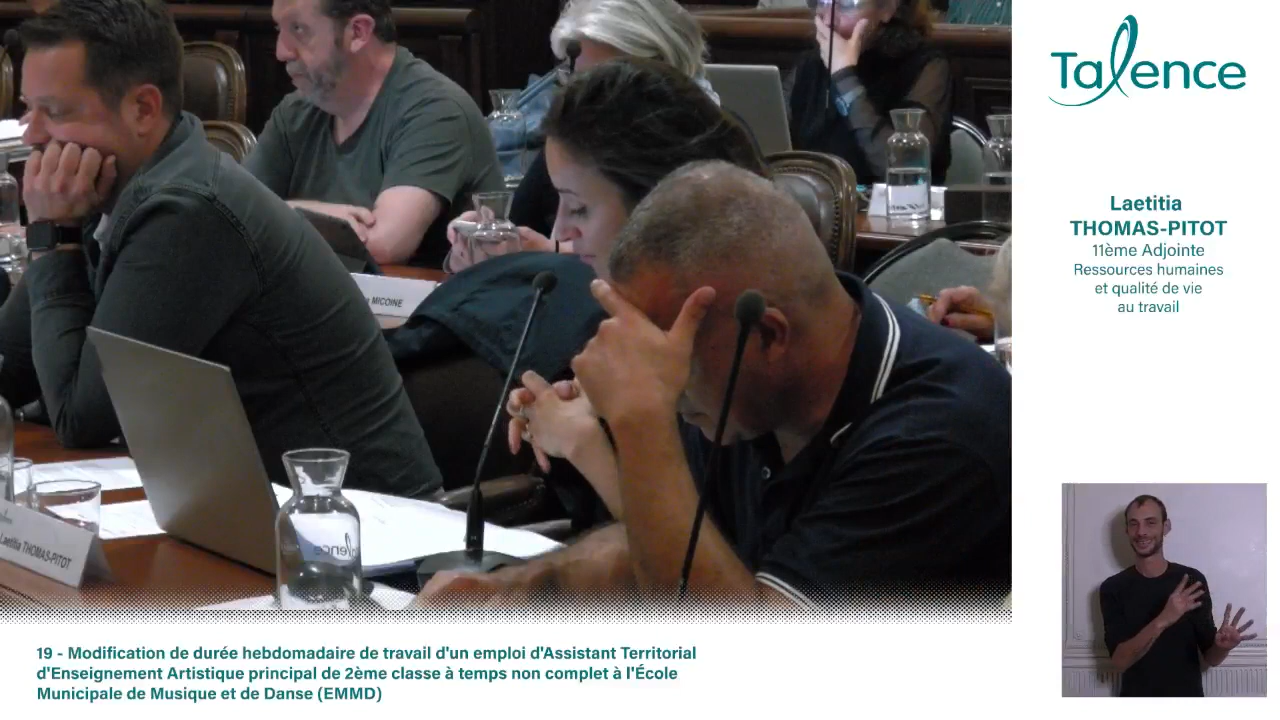 Talence
Laetitia
THOMAS-PITOT
11ème Adjointe
Ressources humaines
et qualité de vie
au travail
MICOINE
Laetitia THOMAS-PITOT
Talence
19 - Modification de durée hebdomadaire de travail d'un emploi d'Assistant Territorial
d'Enseignement Artistique principal de 2ème classe à temps non complet à l'École
Municipale de Musique et de Danse (EMMD)